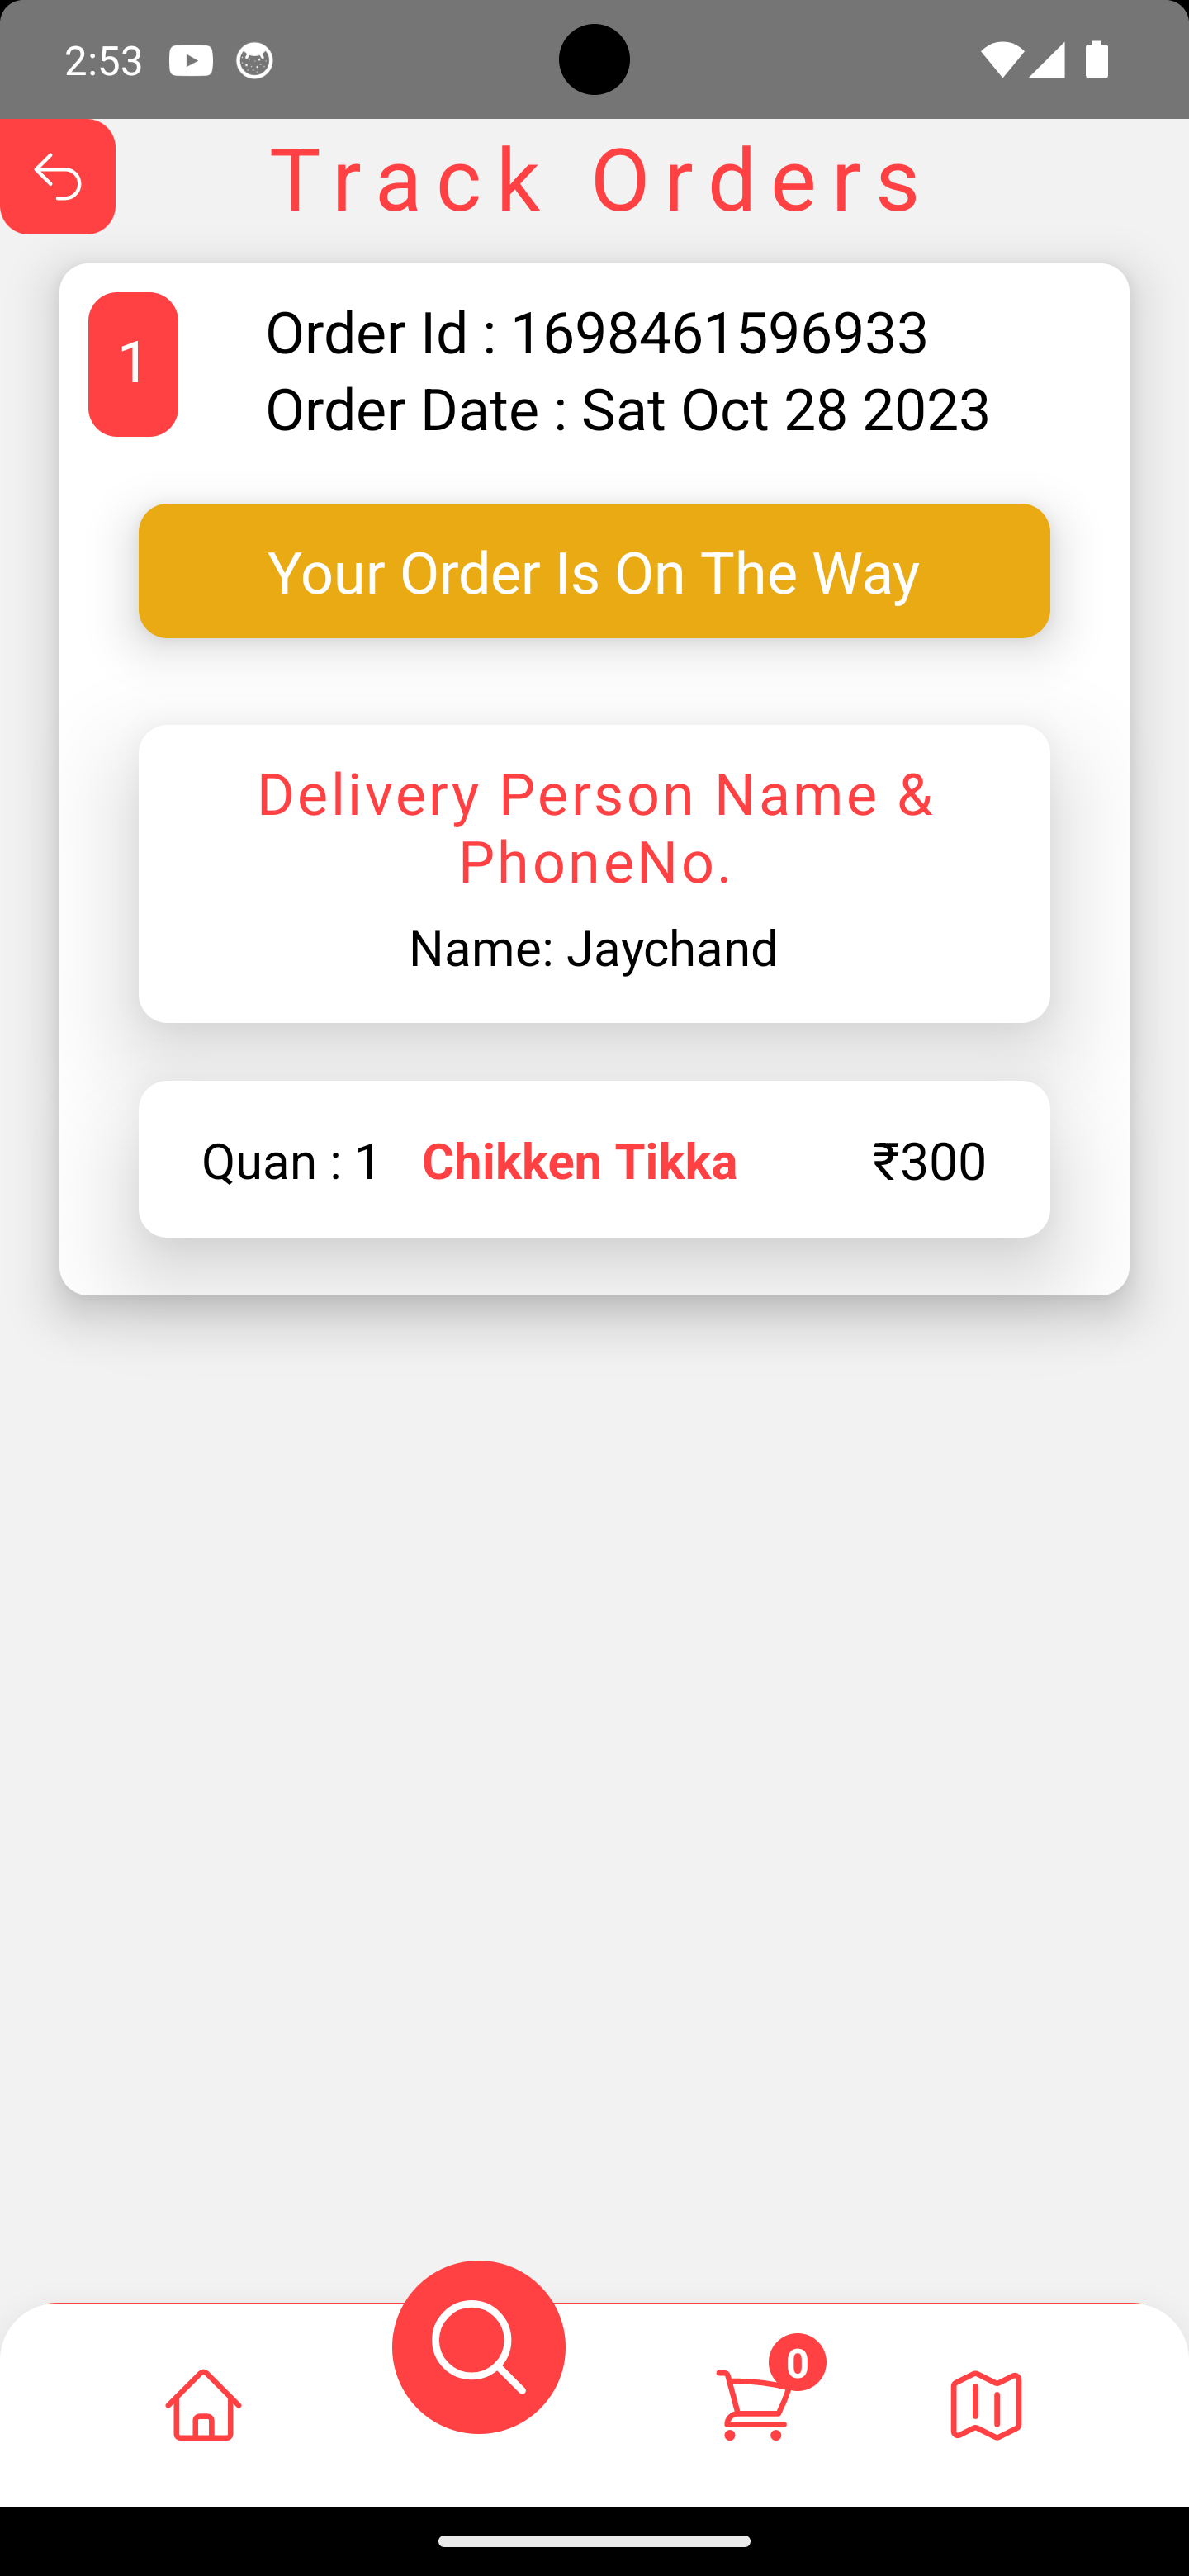 2:53
Track Orders
1
Order Id : 1698461596933
Order Date : Sat Oct 28 2023
Your Order Is On The Way
Delivery Person Name &
PhoneNo.
Name: Jaychand
Quan : 1 Chikken Tikka ₹300
0